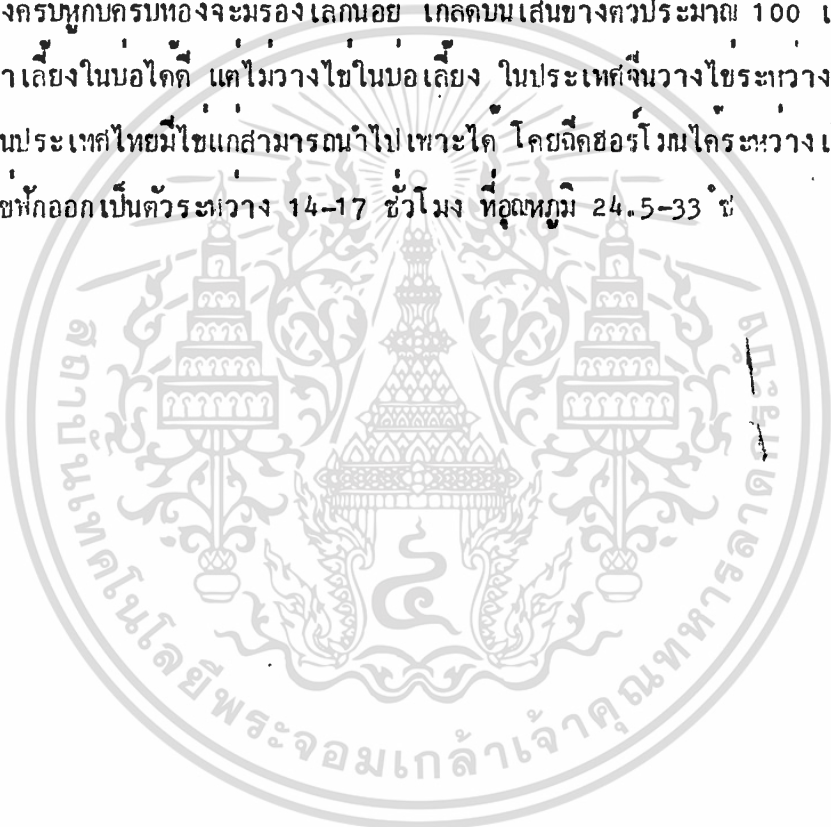 งครีบหูกับครีบท้องจะมีร่องเล็กน้อย เกล็ดบนเส้นข้างตัวประมาณ 100 เ
าเลี้ยงในบ่อได้ดี แต่ไม่วางไข่ในบ่อเลี้ยง ในประเทศจีนวางไข่ระหว่าง
นประเทศไทยมีไข่แก่สามารถนำไปเพาะได้ โดยฉีดฮอร์โมนได้ระหว่างเ
ข่ฟักออกเป็นตัวระหว่าง 14-17 ชั่วโมง ที่อุณหภูมิ 24.5-33 °ซ
สถาบันเทคโนโลยีพระจอมเกล้าเจ้าคุณทหารลาดกระบัง